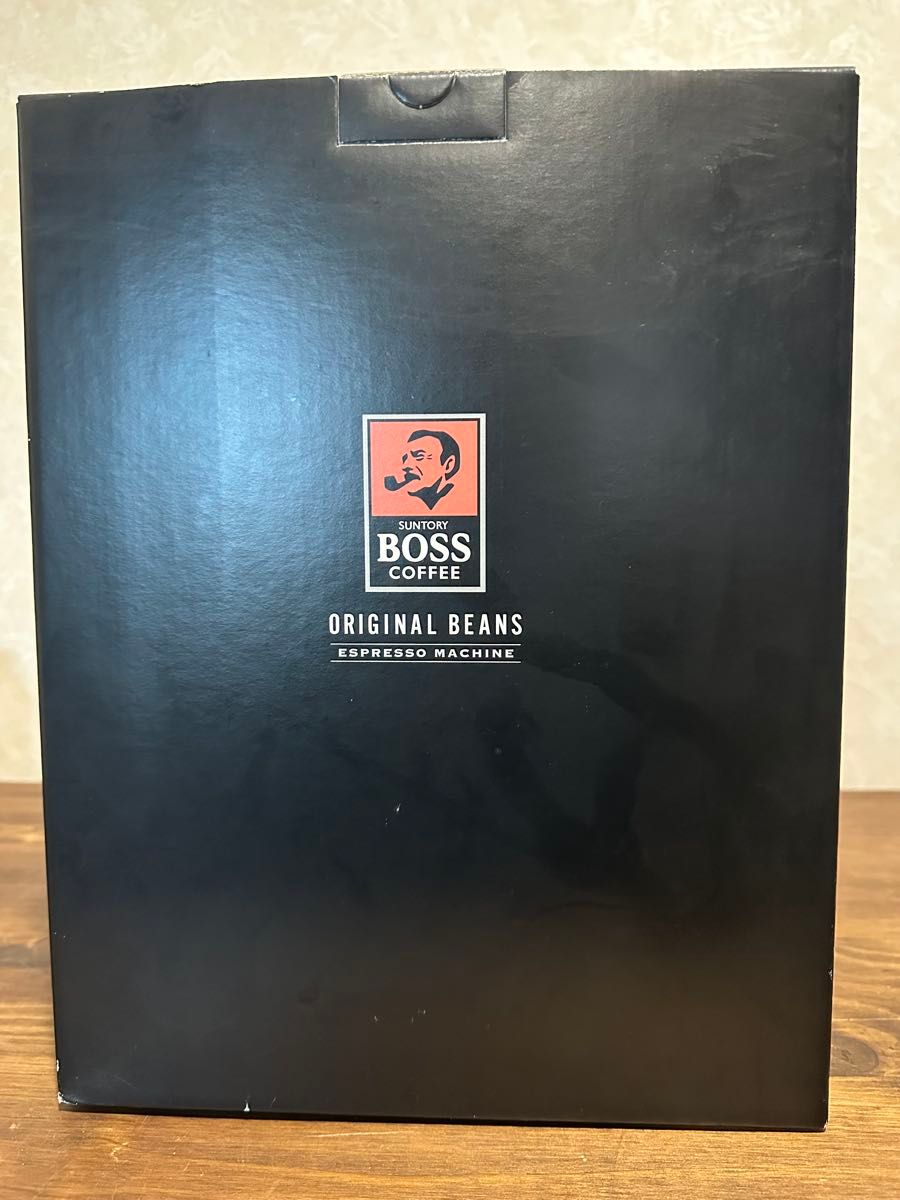 SUNTORY
BOSS
COFFEE
ORIGINAL BEANS
ESPRESSO MACHINE